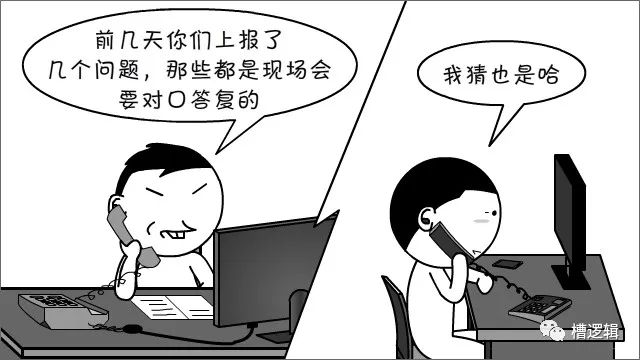 前几天你们上报了
几个问题，那些都是现场会
要对口答复的
我猜也是哈
槽逻辑